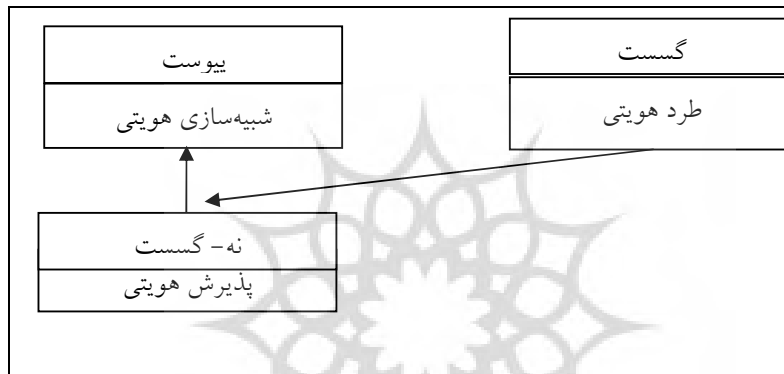 گسست
طرد هویتی
پیوست
شبیه‌سازی هویتی
نه- گسست
پذیرش هویتی